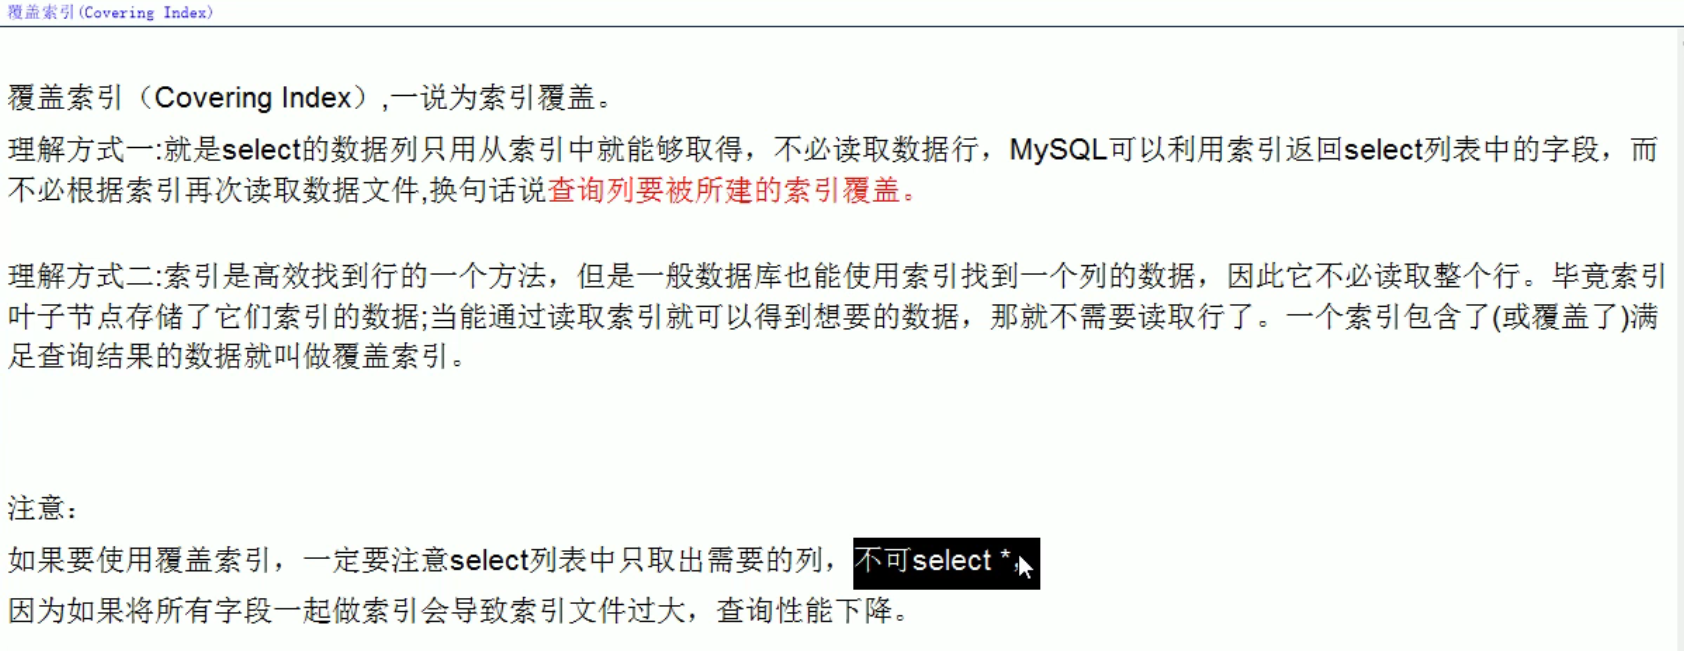 覆盖索引(Covering Index)
覆盖索引（Covering Index）,一说为索引覆盖。
理解方式一:就是select的数据列只用从索引中就能够取得，不必读取数据行，MySQL可以利用索引返回select列表中的字段，而
不必根据索引再次读取数据文件,换句话说查询列要被所建的索引覆盖。
理解方式二:索引是高效找到行的一个方法，但是一般数据库也能使用索引找到一个列的数据，因此它不必读取整个行。毕竟索引
叶子节点存储了它们索引的数据;当能通过读取索引就可以得到想要的数据，那就不需要读取行了。一个索引包含了(或覆盖了)满
足查询结果的数据就叫做覆盖索引。
注意：
如果要使用覆盖索引，一定要注意select列表中只取出需要的列，不可select *,
因为如果将所有字段一起做索引会导致索引文件过大，查询性能下降。